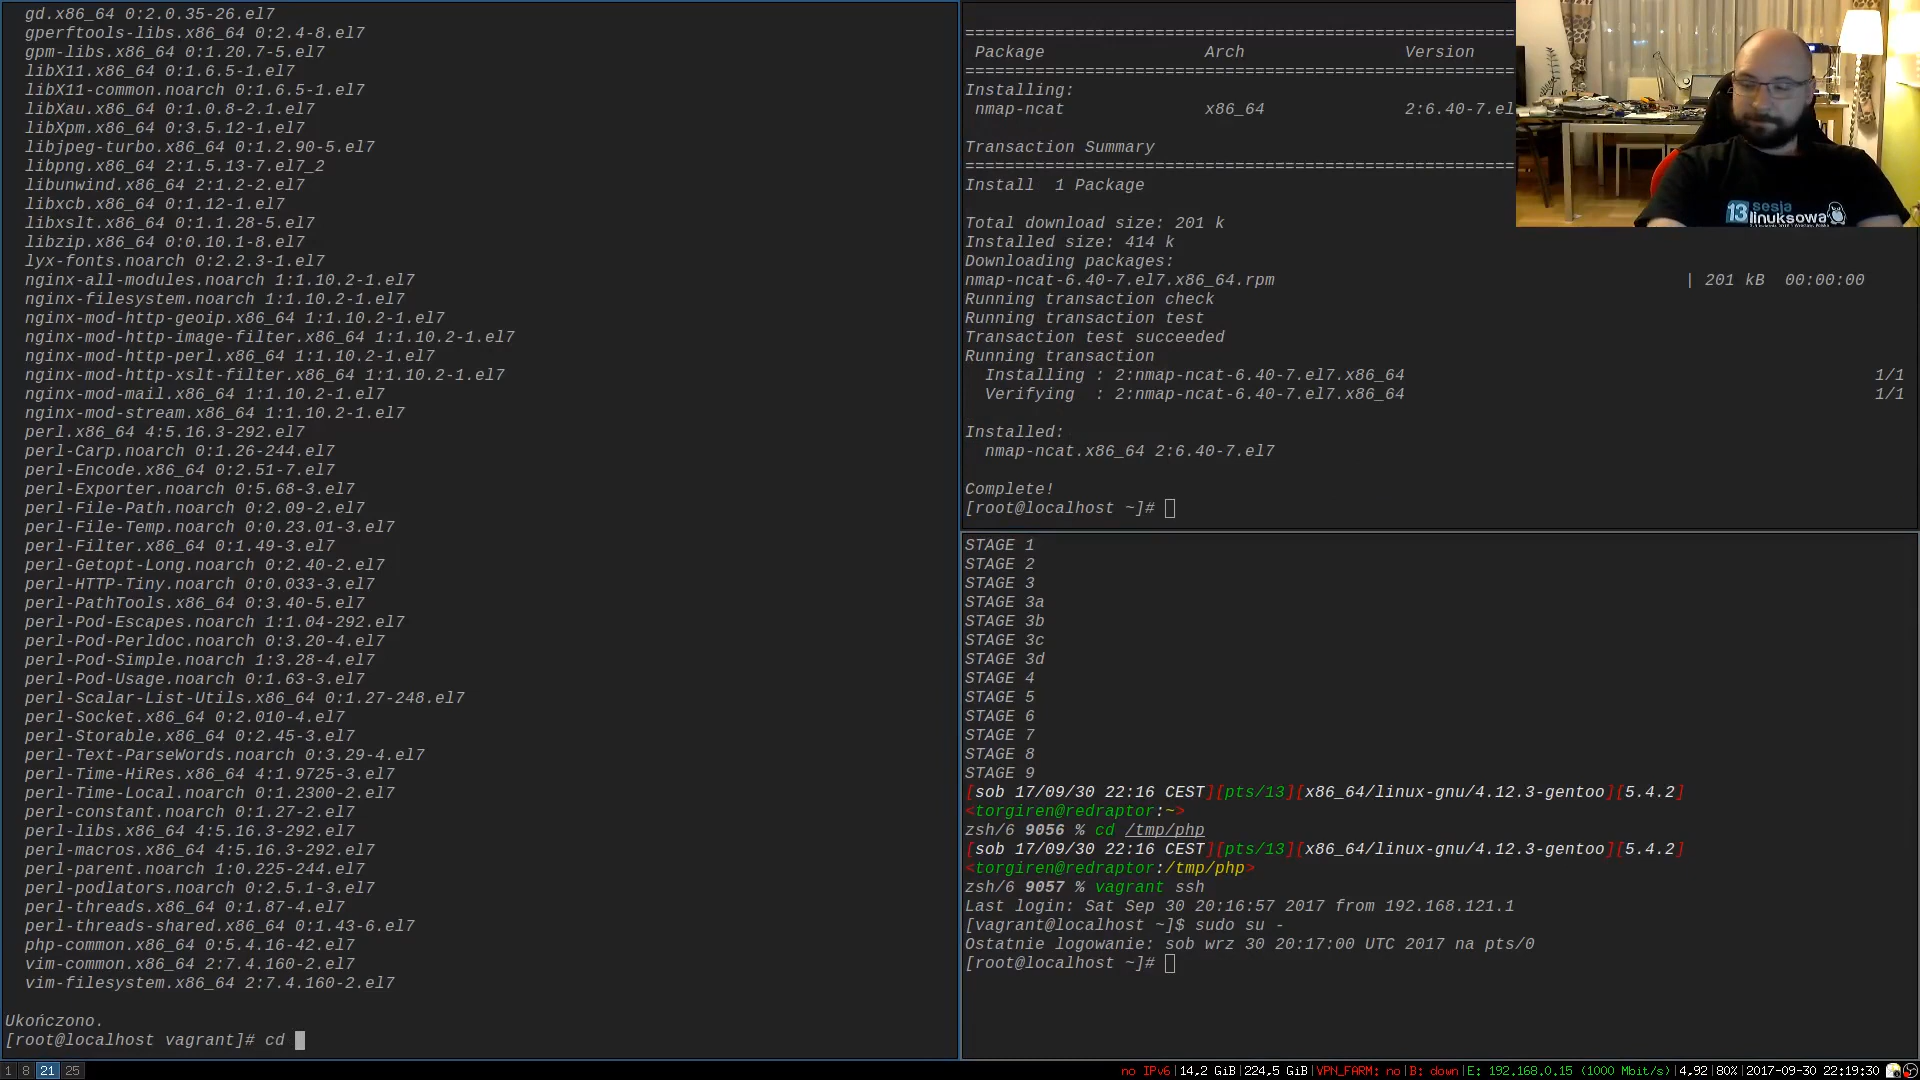 gd.x86_64 0:2.0.35-26.el7
gperftools-libs.x86_64 0:2.4-8.el7
gpm-libs.x86_64 0:1.20.7-5.el7
libX11.x86_64 0:1.6.5-1.el7
libX11-common.noarch 0:1.6.5-1.el7
libXau.x86_64 0:1.0.8-2.1.el7
libXpm.x86_64 0:3.5.12-1.el7
libjpeg-turbo.x86_64 0:1.2.90-5.el7
libpng.x86_64 2:1.5.13-7.el7_2
libunwind.x86_64 2:1.2-2.el7
libxcb.x86_64 0:1.12-1.el7
libxslt.x86_64 0:1.1.28-5.el7
libzip.x86_64 0:0.10.1-8.el7
lyx-fonts.noarch 0:2.2.3-1.el7
nginx-all-modules.noarch 1:1.10.2-1.el7
nginx-filesystem.noarch 1:1.10.2-1.el7
nginx-mod-http-geoip.x86_64 1:1.10.2-1.el7
nginx-mod-http-image-filter.x86_64 1:1.10.2-1.el7
nginx-mod-http-perl.x86_64 1:1.10.2-1.el7
nginx-mod-http-xslt-filter.x86_64 1:1.10.2-1.el7
nginx-mod-mail.x86_64 1:1.10.2-1.el7
nginx-mod-stream.x86_64 1:1.10.2-1.el7
perl.x86_64 4:5.16.3-292.el7
perl-Carp.noarch 0:1.26-244.el7
perl-Encode.x86_64 0:2.51-7.el7
perl-Exporter.noarch 0:5.68-3.el7
perl-File-Path.noarch 0:2.09-2.el7
perl-File-Temp.noarch 0:0.23.01-3.el7
perl-Filter.x86_64 0:1.49-3.el7
perl-Getopt-Long.noarch 0:2.40-2.el7
perl-HTTP-Tiny.noarch 0:0.033-3.el7
perl-PathTools.x86_64 0:3.40-5.el7
perl-Pod-Escapes.noarch 1:1.04-292.el7
perl-Pod-Perldoc.noarch 0:3.20-4.el7
perl-Pod-Simple.noarch 1:3.28-4.el7
perl-Pod-Usage.noarch 0:1.63-3.el7
perl-Scalar-List-Utils.x86_64 0:1.27-248.el7
perl-Socket.x86_64 0:2.010-4.el7
perl-Storable.x86_64 0:2.45-3.el7
perl-Text-ParseWords.noarch 0:3.29-4.el7
perl-Time-HiRes.x86_64 4:1.9725-3.el7
perl-Time-Local.noarch 0:1.2300-2.el7
perl-constant.noarch 0:1.27-2.el7
perl-libs.x86_64 4:5.16.3-292.el7
perl-macros.x86_64 4:5.16.3-292.el7
perl-parent.noarch 1:0.225-244.el7
perl-podlators.noarch 0:2.5.1-3.el7
perl-threads.x86_64 0:1.87-4.el7
perl-threads-shared.x86_64 0:1.43-6.el7
php-common.x86_64 0:5.4.16-42.el7
vim-common.x86_64 2:7.4.160-2.el7
vim-filesystem.x86_64 2:7.4.160-2.el7
Ukończono.
[root@localhost vagrant]# cd
================================================
Package Arch Version
================================================
Installing:
nmap-ncat x86_64 2:6.40-7.el
Transaction Summary
================================================
Install 1 Package
Total download size: 201 k
Installed size: 414 k
Downloading packages:
nmap-ncat-6.40-7.el7.x86_64.rpm | 201 kB 00:00:00
Running transaction check
Running transaction test
Transaction test succeeded
Running transaction
Installing : 2:nmap-ncat-6.40-7.el7.x86_64 1/1
Verifying : 2:nmap-ncat-6.40-7.el7.x86_64 1/1
Installed:
nmap-ncat.x86_64 2:6.40-7.el7
Complete!
[root@localhost ~]#
13 sesja
linuksowa
STAGE 1
STAGE 2
STAGE 3
STAGE 3a
STAGE 3b
STAGE 3c
STAGE 3d
STAGE 4
STAGE 5
STAGE 6
STAGE 7
STAGE 8
STAGE 9
[sob 17/09/30 22:16 CEST][pts/13][x86_64/linux-gnu/4.12.3-gentoo][5.4.2]
<torgiren@redraptor:~>
zsh/6 9056 % cd /tmp/php
[sob 17/09/30 22:16 CEST][pts/13][x86_64/linux-gnu/4.12.3-gentoo][5.4.2]
<torgiren@redraptor:/tmp/php>
zsh/6 9057 % vagrant ssh
Last login: Sat Sep 30 20:16:57 2017 from 192.168.121.1
[vagrant@localhost ~]$ sudo su -
Ostatnie logowanie: sob wrz 30 20:17:00 UTC 2017 na pts/0
[root@localhost ~]#
1 8 21 25
no IPv6|14.2 GiB|224.5 GiB|VPN_FARM: no|B: down|E: 192.168.0.15 (1000 Mbit/s)|4.92|80%|2017-09-30 22:19:30